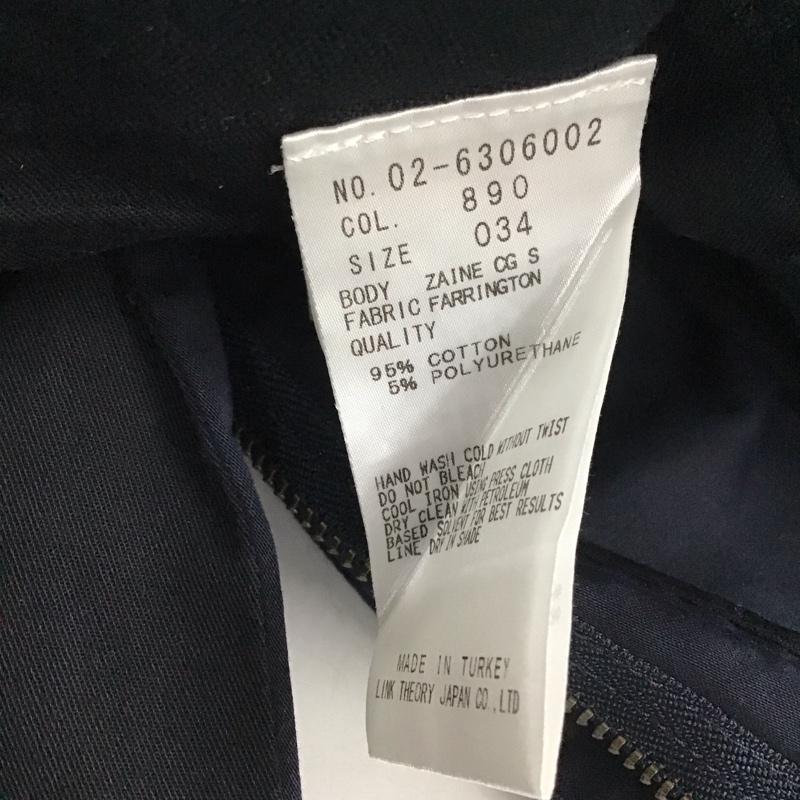 NO. 02-6306002
COL. 890
SIZE 034
BODY ZAINE CG S
FABRIC FARRINGTON
QUALITY
95% COTTON
5% POLYURETHANE
HAND WASH COLD WITHOUT TWIST
DO NOT BLEACH
COOL IRON USING PRESS CLOTH
DRY CLEAN WITH PETROLEUM
BASED SOLVENT FOR BEST RESULTS
LINE DRY IN SHADE
MADE IN TURKEY
LINK THEORY JAPAN CO.,LTD